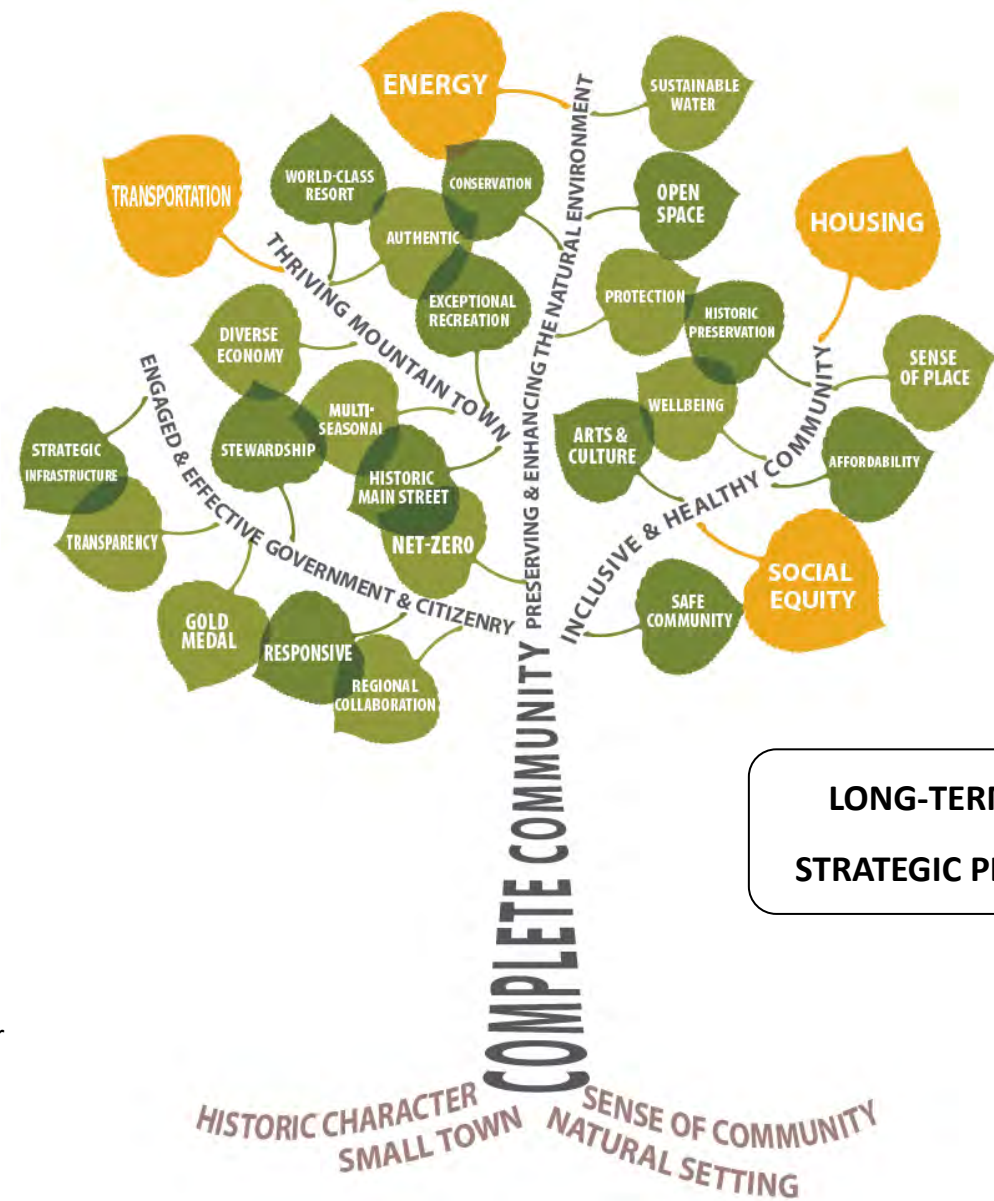 ENERGY
SUSTAINABLE
WATER
TRANSPORTATION
WORLD-CLASS
RESORT
CONSERVATION
OPEN
SPACE
HOUSING
AUTHENTIC
THRIVING MOUNTAIN TOWN
PRESERVING & ENHANCING THE NATURAL ENVIRONMENT
EXCEPTIONAL
RECREATION
PROTECTION
HISTORIC
PRESERVATION
DIVERSE
ECONOMY
SENSE
OF PLACE
ENGAGED & EFFECTIVE GOVERNMENT & CITIZENRY
MULTI-
SEASONAL
WELLBEING
INCLUSIVE & HEALTHY COMMUNITY
STRATEGIC
INFRASTRUCTURE
STEWARDSHIP
HISTORIC
MAIN STREET
ARTS &
CULTURE
AFFORDABILITY
TRANSPARENCY
NET-ZERO
SOCIAL
EQUITY
GOLD
MEDAL
RESPONSIVE
SAFE
COMMUNITY
REGIONAL
COLLABORATION
COMPLETE COMMUNITY
LONG-TER
STRATEGIC P
r
HISTORIC CHARACTER
SMALL TOWN
SENSE OF COMMUNITY
NATURAL SETTING